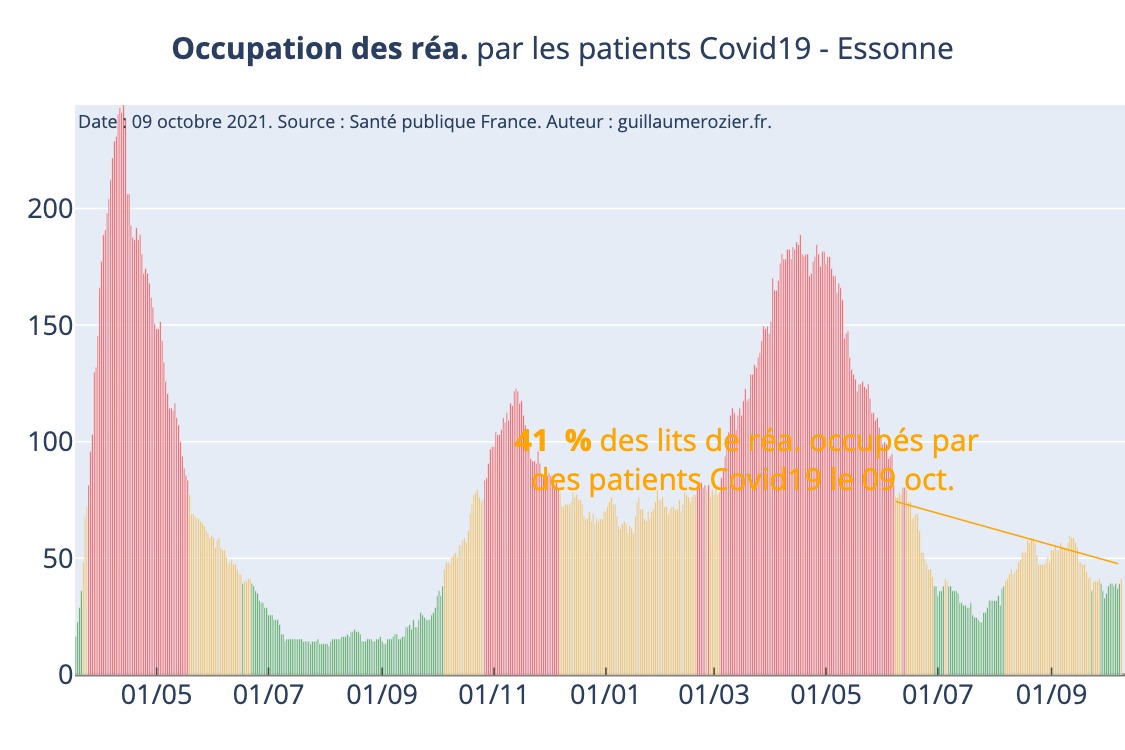 Occupation des réa. par les patients Covid19 - Essonne
Date : 09 octobre 2021. Source : Santé publique France. Auteur : guillaumerozier.fr.
200
150
100
50
0
41 % des lits de réa. occupés par
des patients Covid19 le 09 oct.
01/05 01/07 01/09 01/11 01/01 01/03 01/05 01/07 01/09